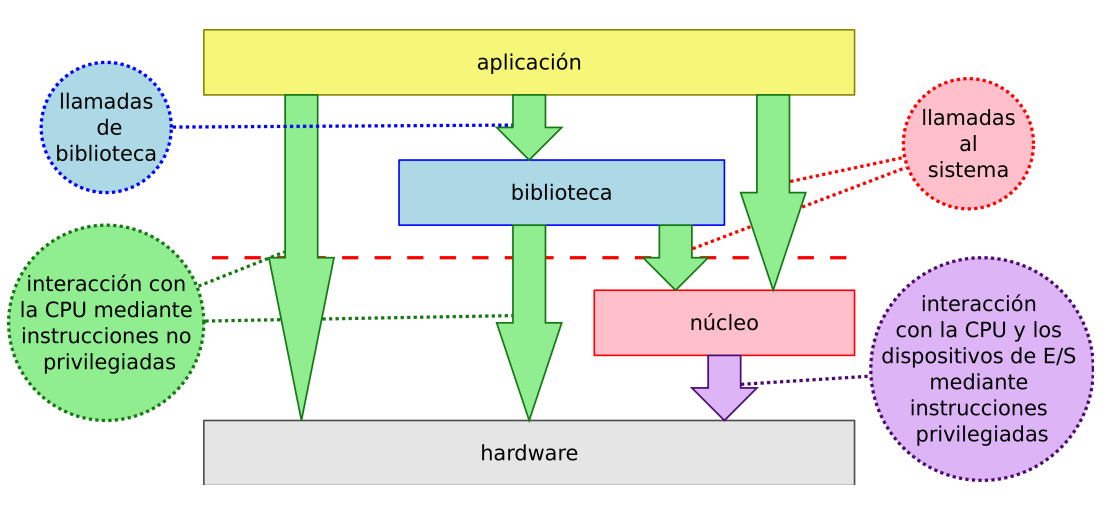 aplicación
llamadas
de
biblioteca
llamadas
al
sistema
biblioteca
interacción con
la CPU mediante
instrucciones no
privilegiadas
núcleo
interacción
con la CPU y los
dispositivos de E/S
mediante
instrucciones
privilegiadas
hardware